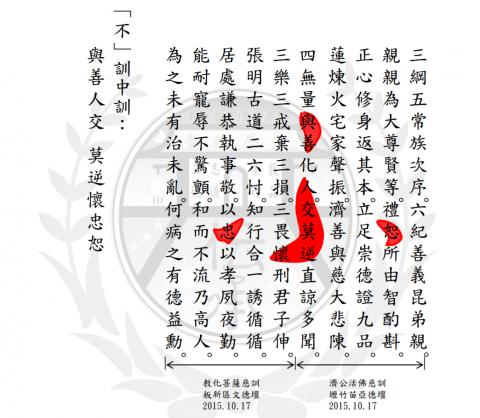 三綱五常族次序。六紀善義昆弟親。
親親為大尊賢等。禮恕所由智酌斟。
正心修身返其本。立足崇德證九品。
蓮煉火宅家聲振。濟善與慈大悲陳。
四無量與善化人。交莫逆直諒多聞。
三樂三戒棄三損。三畏懷刑君子伸。
張明古道二六忖。知行合一誘循循。
居處謙恭執事敬。以忠以孝夙夜勤。
能耐寵辱不驚顫。和而不流乃高人。
為之未有治未亂。何病之有德益勳。
「不」訓中訓：
與善人交 莫逆懷忠恕
濟公活佛慈訓
壢竹苗亞德壇
2015.10.17
教化菩薩慈訓
板新區文德壇
2015.10.17